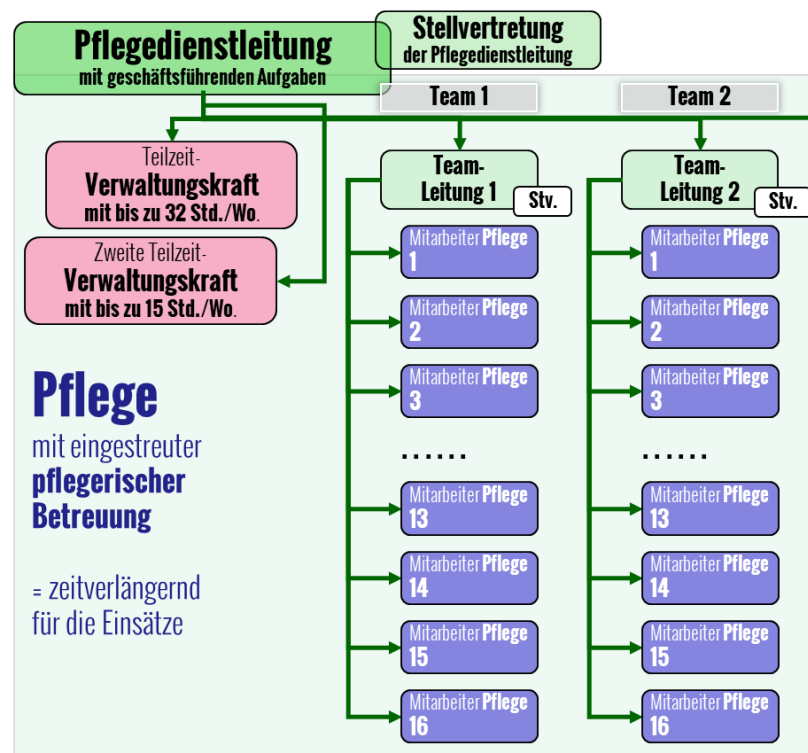 Pflegedienstleitung
mit geschäftsführenden Aufgaben
Stellvertretung
der Pflegedienstleitung
Team 1
Team 2
Teilzeit-
Verwaltungskraft
mit bis zu 32 Std./Wo.
Zweite Teilzeit-
Verwaltungskraft
mit bis zu 15 Std./Wo.
Pflege
mit eingestreuter
pflegerischer
Betreuung
= zeitverlängernd
für die Einsätze
Team-
Leitung 1
Stv.
Mitarbeiter Pflege
1
Mitarbeiter Pflege
2
Mitarbeiter Pflege
3
......
Mitarbeiter Pflege
13
Mitarbeiter Pflege
14
Mitarbeiter Pflege
15
Mitarbeiter Pflege
16
Team-
Leitung 2
Stv.
Mitarbeiter Pflege
1
Mitarbeiter Pflege
2
Mitarbeiter Pflege
3
......
Mitarbeiter Pflege
13
Mitarbeiter Pflege
14
Mitarbeiter Pflege
15
Mitarbeiter Pflege
16